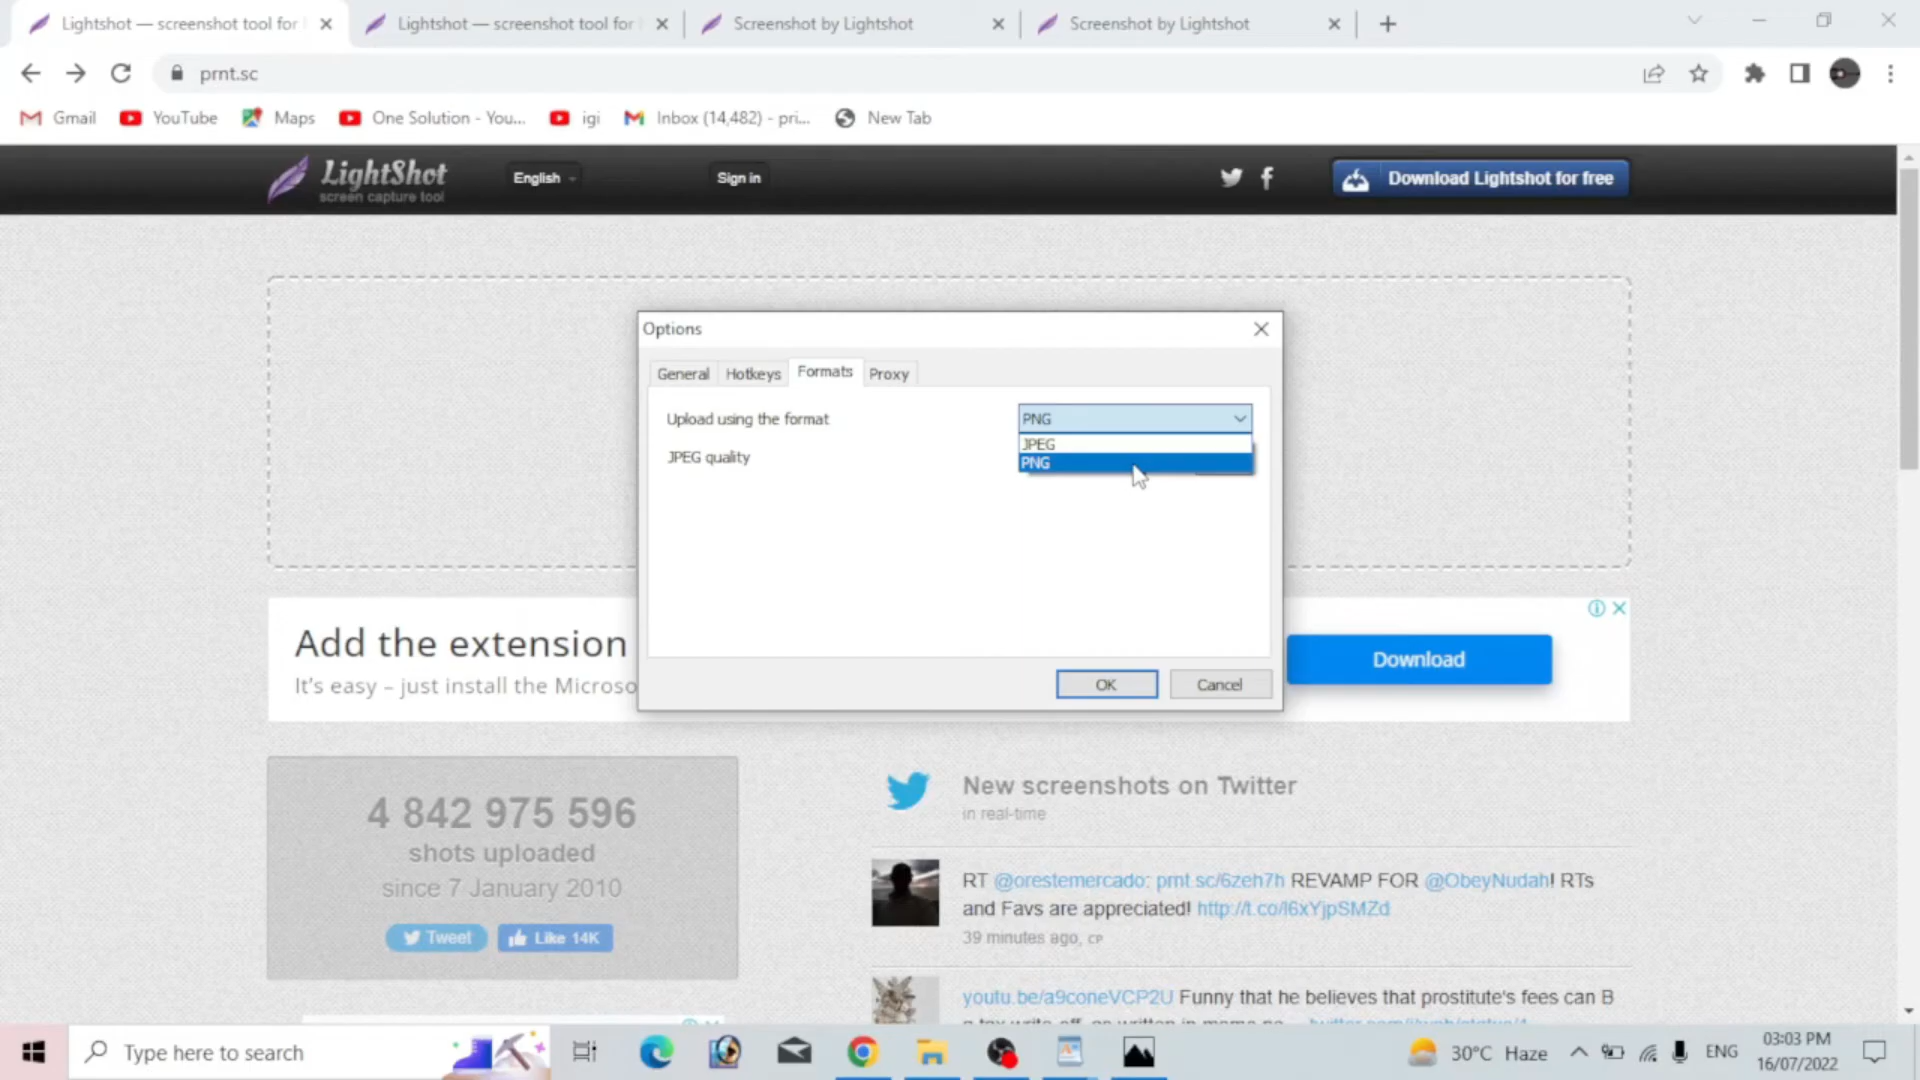 Lightshot — screenshot tool for
Lightshot — screenshot tool for
Screenshot by Lightshot
Screenshot by Lightshot
prnt.sc
Gmail
YouTube
Maps
One Solution - You...
igi
Inbox (14,482) - pri...
New Tab
LightShot
screen capture tool
English
Sign in
Download Lightshot for free
Options
General
Hotkeys
Formats
Proxy
Upload using the format
PNG
JPEG
PNG
JPEG quality
OK
Cancel
Add the extension
It's easy – just install the Microso
Download
4 842 975 596
shots uploaded
since 7 January 2010
Tweet
Like 14K
New screenshots on Twitter
in real-time
RT @orestemercado: prnt.sc/6zeh7h REVAMP FOR @ObeyNudah! RTs
and Favs are appreciated! http://t.co/l6xYjpSMZd
39 minutes ago, CP
youtu.be/a9coneVCP2U Funny that he believes that prostitute's fees can B
Type here to search
30°C Haze
ENG
03:03 PM
16/07/2022